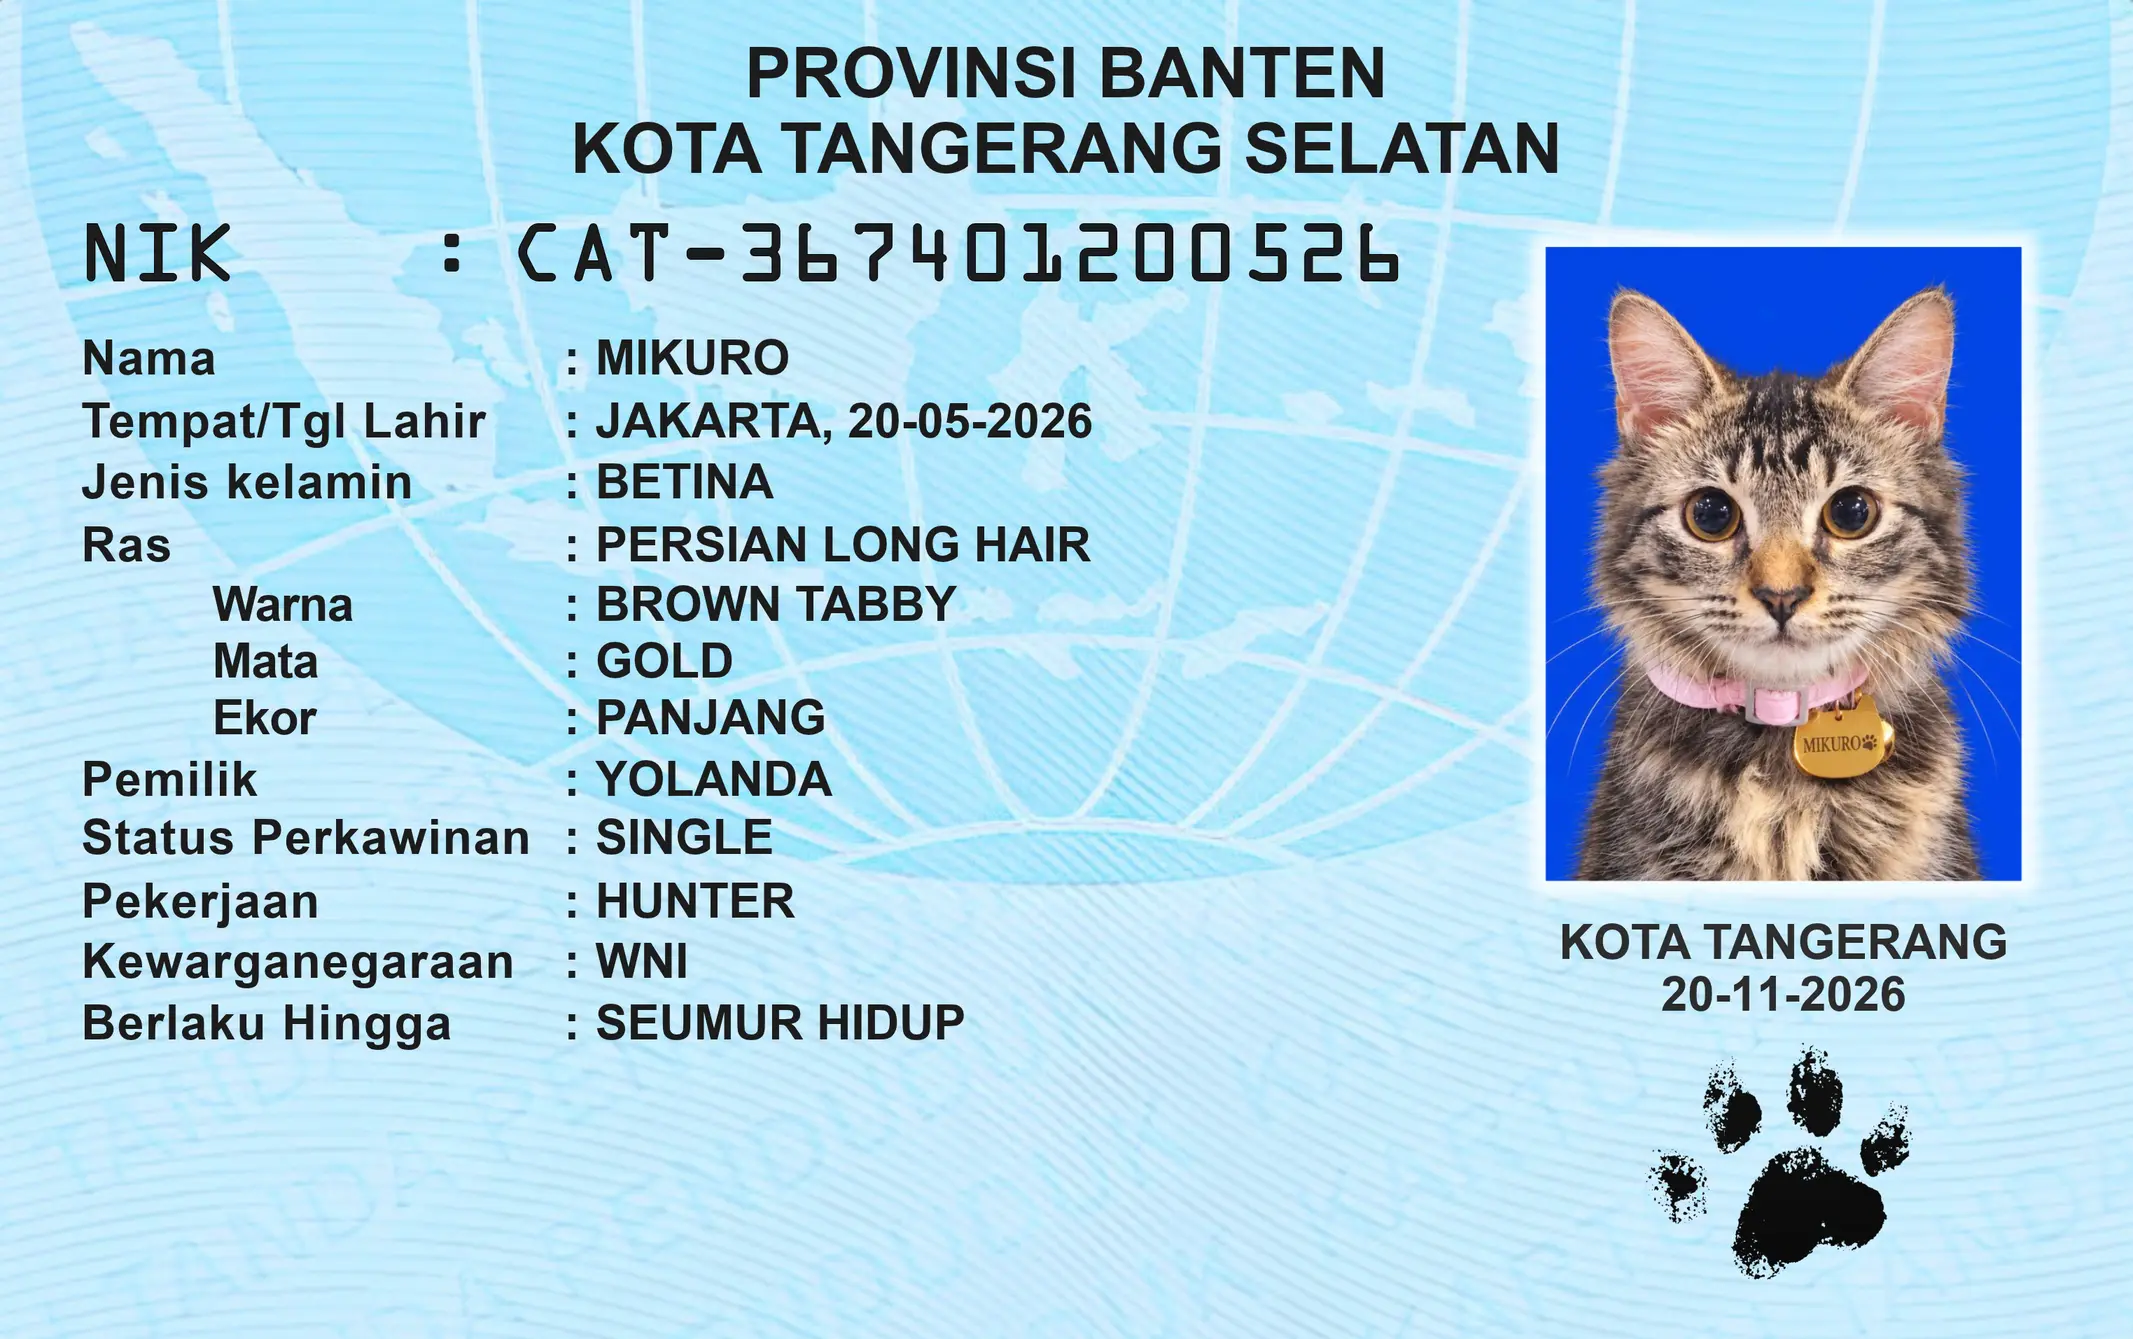 PROVINSI BANTEN
KOTA TANGERANG SELATAN
NIK : CAT-367401200526
Nama : MIKURO
Tempat/Tgl Lahir : JAKARTA, 20-05-2026
Jenis kelamin : BETINA
Ras : PERSIAN LONG HAIR
Warna : BROWN TABBY
Mata : GOLD
Ekor : PANJANG
Pemilik : YOLANDA
Status Perkawinan : SINGLE
Pekerjaan : HUNTER
Kewarganegaraan : WNI
Berlaku Hingga : SEUMUR HIDUP
MIKURO
KOTA TANGERANG
20-11-2026